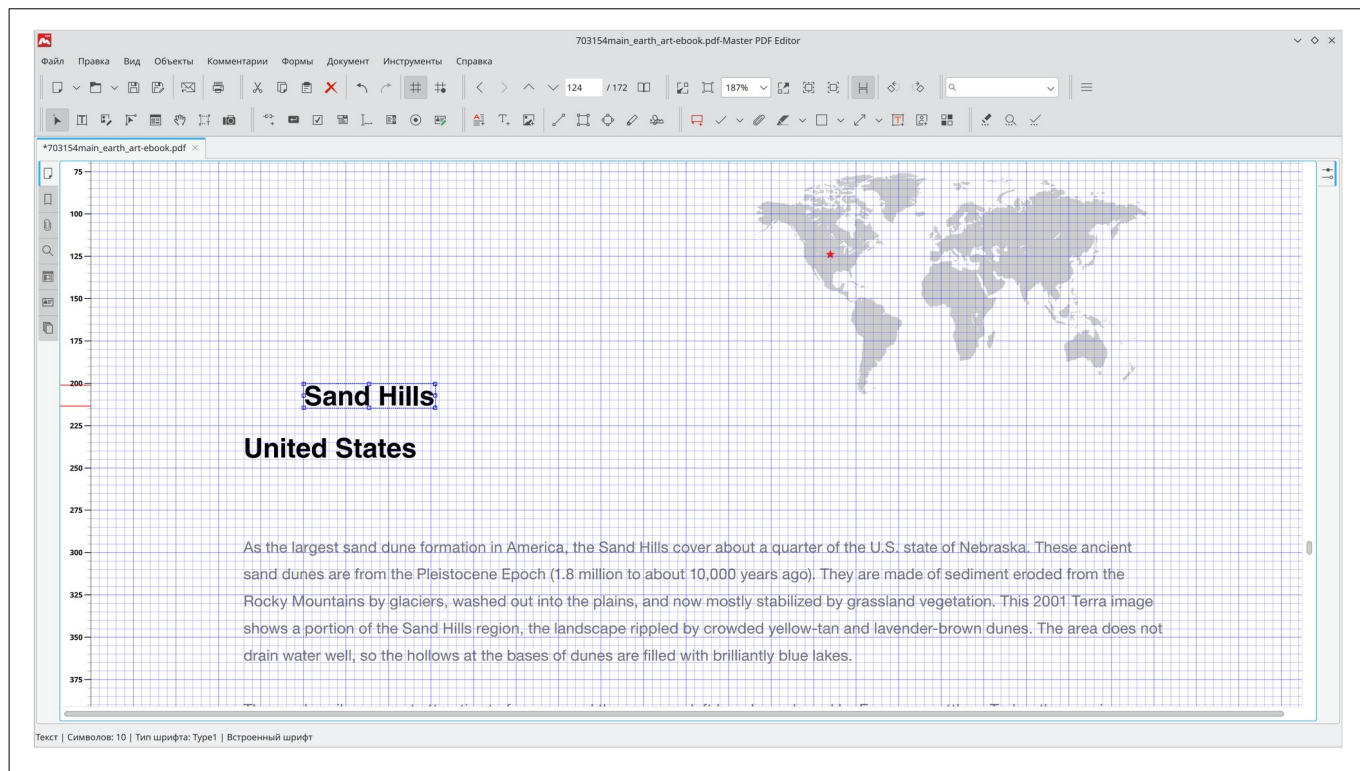 703154main_earth_art-ebook.pdf-Master PDF Editor
Файл Правка Вид Объекты Комментарии Формы Документ Инструменты Справка
124 / 172 187%
*703154main_earth_art-ebook.pdf
75
100
125
150
175
200
Sand Hills
225
United States
250
275
300
As the largest sand dune formation in America, the Sand Hills cover about a quarter of the U.S. state of Nebraska. These ancient
sand dunes are from the Pleistocene Epoch (1.8 million to about 10,000 years ago). They are made of sediment eroded from the
325
Rocky Mountains by glaciers, washed out into the plains, and now mostly stabilized by grassland vegetation. This 2001 Terra image
350
shows a portion of the Sand Hills region, the landscape rippled by crowded yellow-tan and lavender-brown dunes. The area does not
drain water well, so the hollows at the bases of dunes are filled with brilliantly blue lakes.
375
Текст | Символов: 10 | Тип шрифта: Type1 | Встроенный шрифт